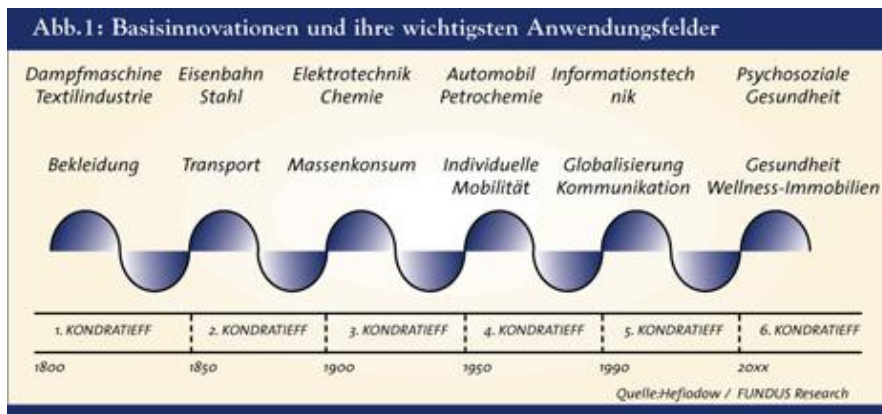 Abb.1: Basisinnovationen und ihre wichtigsten Anwendungsfelder
Dampfmaschine Eisenbahn Elektrotechnik Automobil Informationstech Psychosoziale
Textilindustrie Stahl Chemie Petrochemie nik Gesundheit
Bekleidung Transport Massenkonsum Individuelle Globalisierung Gesundheit
Mobilität Kommunikation Wellness-Immobilien
1. KONDRATIEFF 2. KONDRATIEFF 3. KONDRATIEFF 4. KONDRATIEFF 5. KONDRATIEFF 6. KONDRATIEFF
1800 1850 1900 1950 1990 20xx
Quelle:Hefiodow / FUNDUS Research